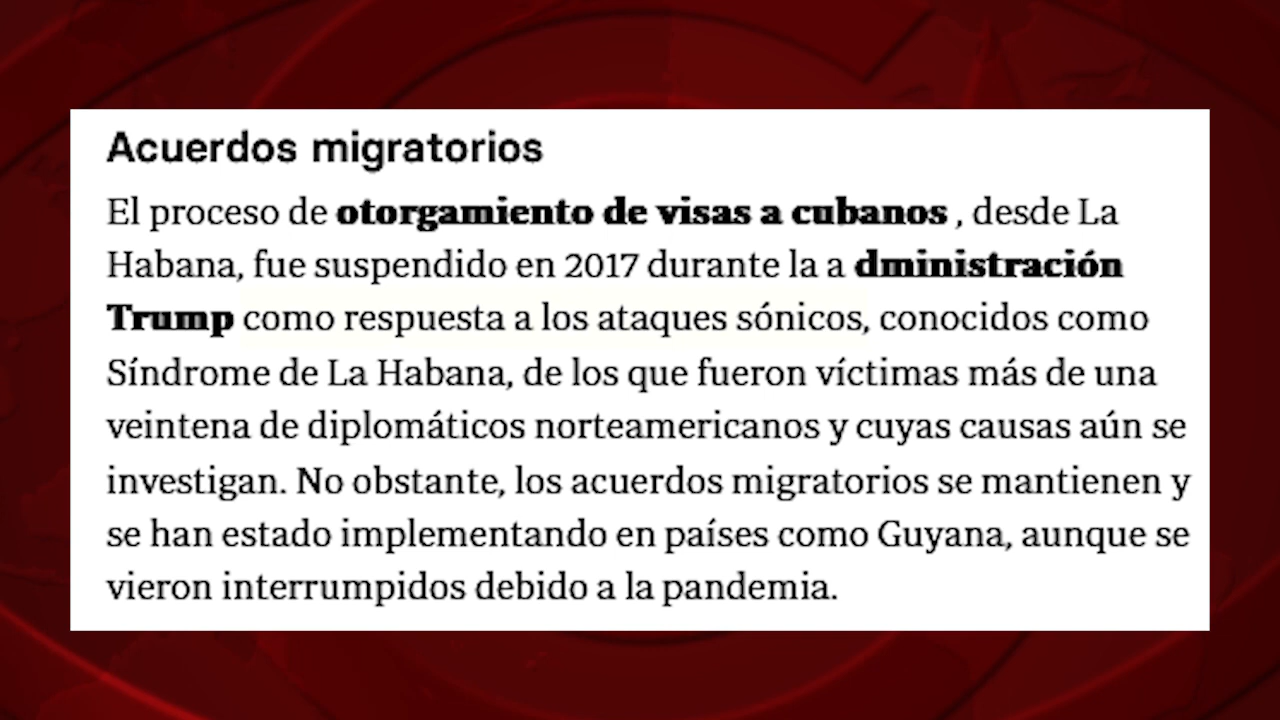 Acuerdos migratorios
El proceso de otorgamiento de visas a cubanos , desde La
Habana, fue suspendido en 2017 durante la a dministración
Trump como respuesta a los ataques sónicos, conocidos como
Síndrome de La Habana, de los que fueron víctimas más de una
veintena de diplomáticos norteamericanos y cuyas causas aún se
investigan. No obstante, los acuerdos migratorios se mantienen y
se han estado implementando en países como Guyana, aunque se
vieron interrumpidos debido a la pandemia.